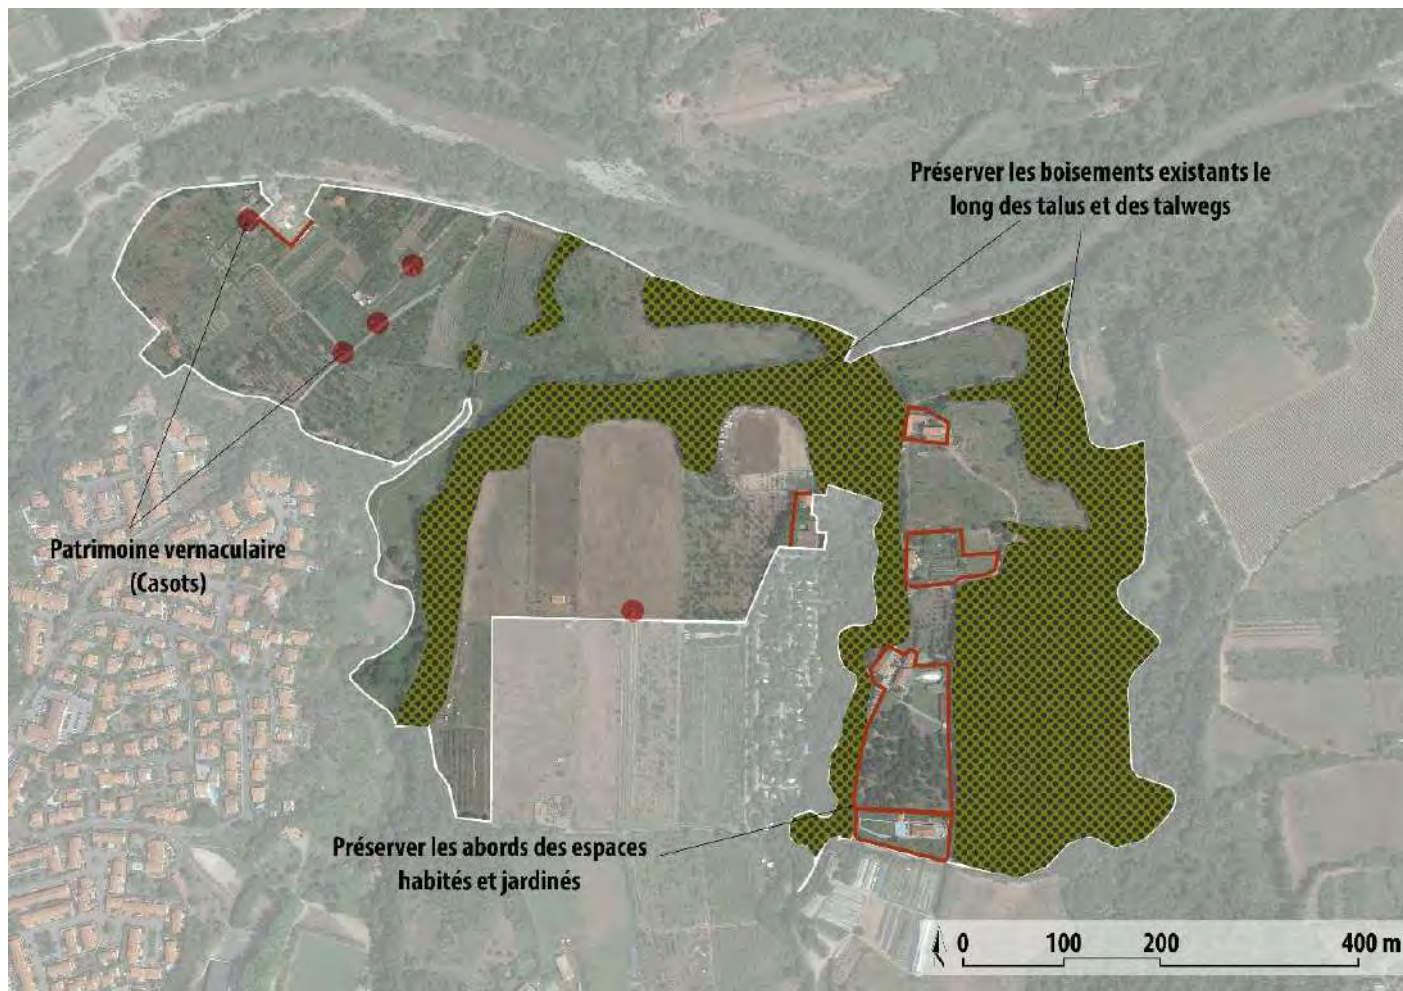 Préserver les boisements existants le
long des talus et des talwegs
Patrimoine vernaculaire
(Casots)
Préserver les abords des espaces
habités et jardinés
0 100 200 400 m